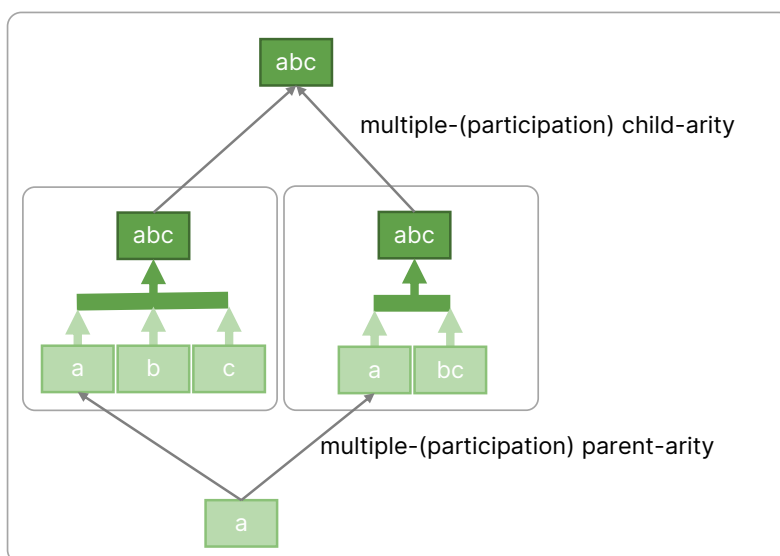 abc
multiple-(participation) child-arity
abc
abc
a
b
c
a
bc
multiple-(participation) parent-arity
a